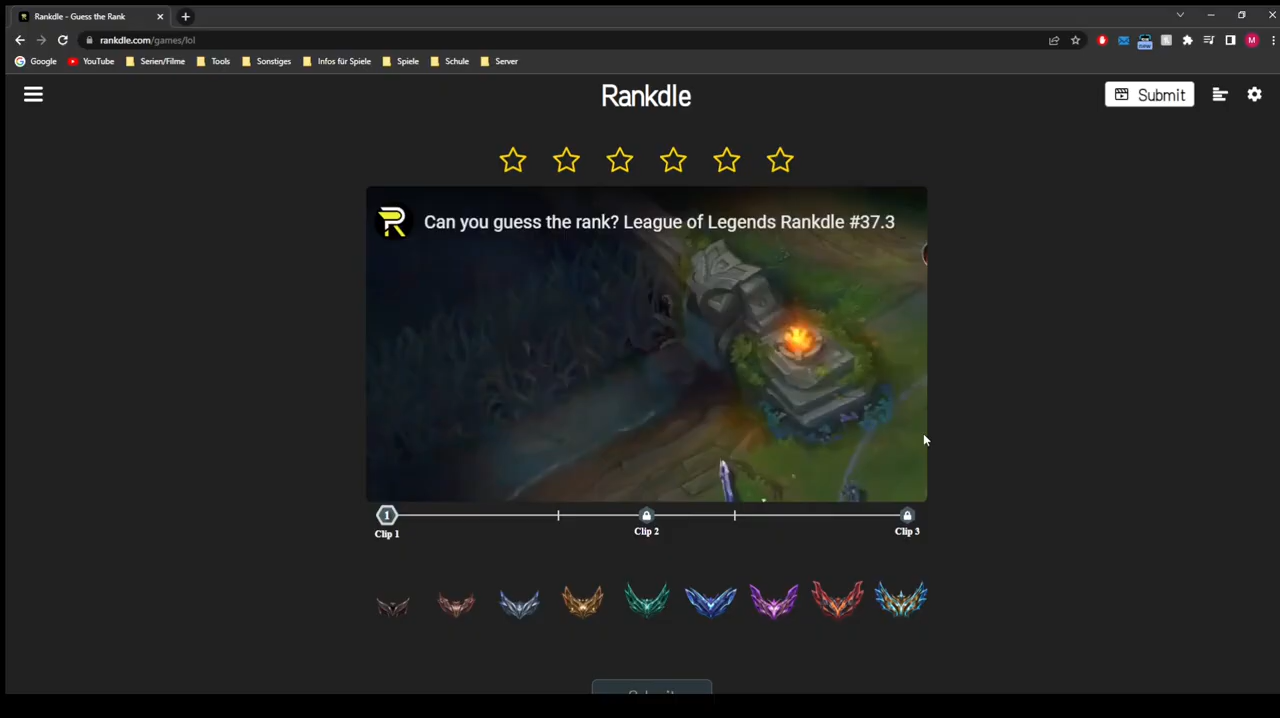 Rankdle - Guess the Rank
rankdle.com/games/lol
Google YouTube Serien/Filme Tools Sonstiges Infos für Spiele Spiele Schule Server
Rankdle
Submit
Can you guess the rank? League of Legends Rankdle #37.3
1
Clip 1 Clip 2 Clip 3